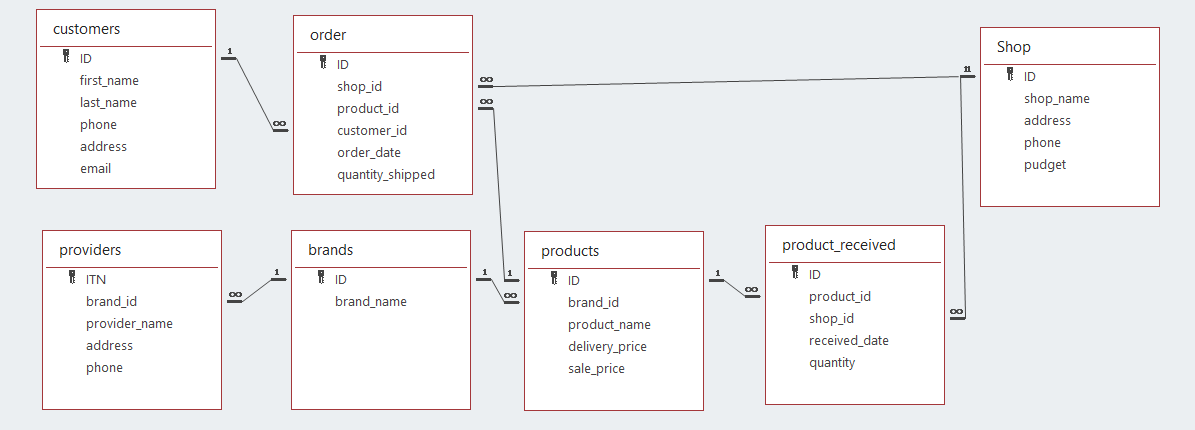 customers
ID
first_name
last_name
phone
address
email
1
∞
order
ID
shop_id
product_id
customer_id
order_date
quantity_shipped
∞
∞
11
Shop
ID
shop_name
address
phone
pudget
providers
ITN
brand_id
provider_name
address
phone
∞
1
brands
ID
brand_name
1
∞
1
products
ID
brand_id
product_name
delivery_price
sale_price
1
∞
product_received
ID
product_id
shop_id
received_date
quantity
∞